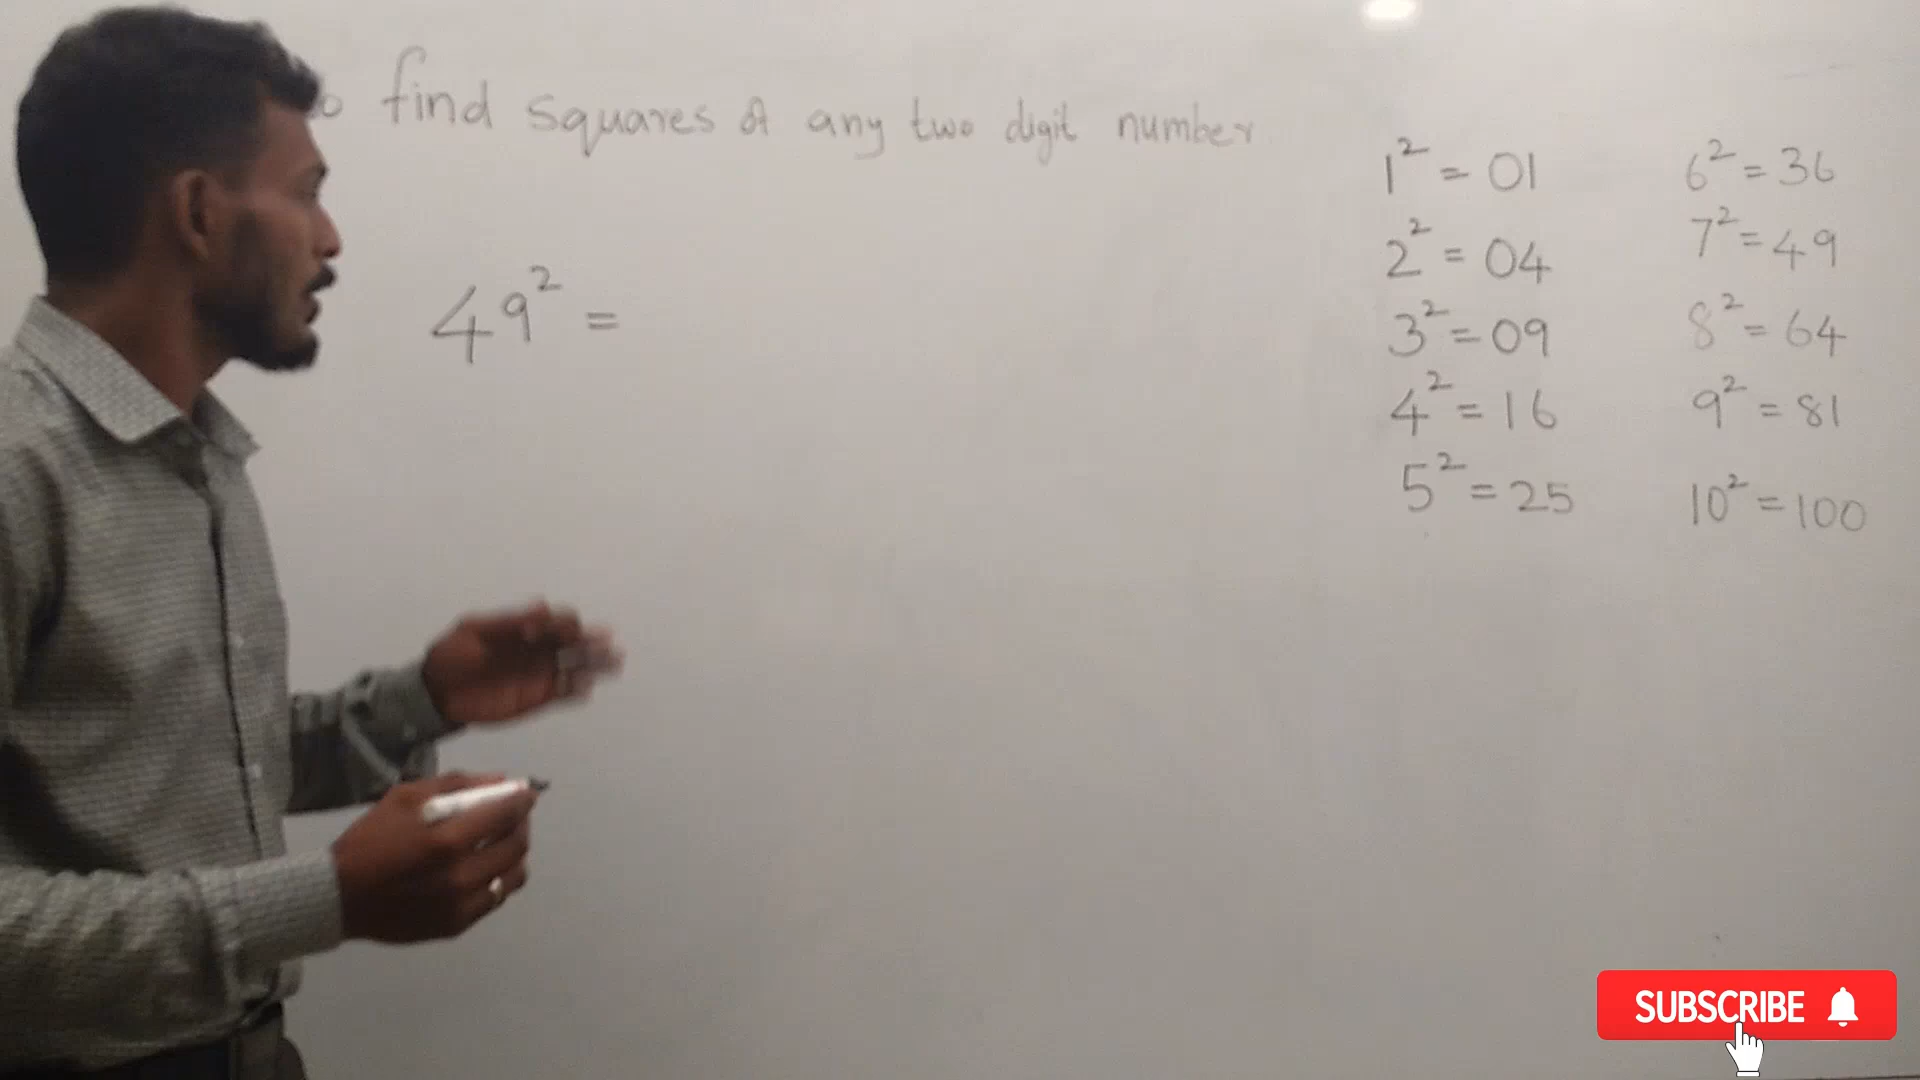 find squares of any two digit number
49² =
1² = 01
2² = 04
3² = 09
4² = 16
5² = 25
6² = 36
7² = 49
8² = 64
9² = 81
10² = 100
SUBSCRIBE